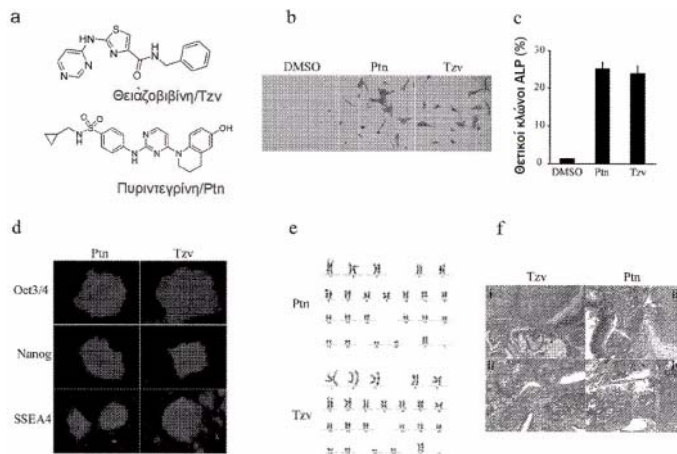 a
b
c
DMSO
Ptn
Tzv
Θειαζοβιβίνη/Tzv
Πυριντεγρίνη/Ptn
Θετικοί κλώνοι ALP (%)
20
10
0
DMSO
Ptn
Tzv
d
e
f
Ptn
Tzv
Oct3/4
Nanog
SSEA4
Ptn
Tzv
Tzv
Ptn